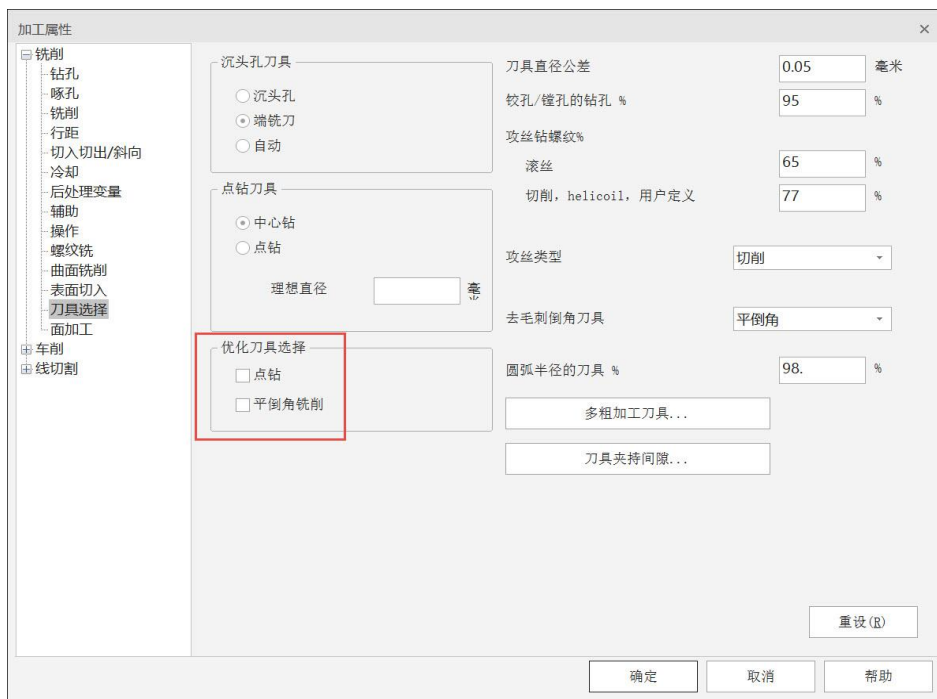 加工属性
铣削
钻孔
啄孔
铣削
行距
切入切出/斜向
冷却
后处理变量
辅助
操作
螺纹铣
曲面铣削
表面切入
刀具选择
面加工
车削
线切割
沉头孔刀具
沉头孔
端铣刀
自动
点钻刀具
中心钻
点钻
理想直径
毫
优化刀具选择
点钻
平倒角铣削
刀具直径公差 0.05 毫米
铰孔/镗孔的钻孔 % 95 %
攻丝钻螺纹%
滚丝 65 %
切削, helicoil, 用户定义 77 %
攻丝类型 切削
去毛刺倒角刀具 平倒角
圆弧半径的刀具 % 98. %
多粗加工刀具...
刀具夹持间隙...
重设(R)
确定 取消 帮助